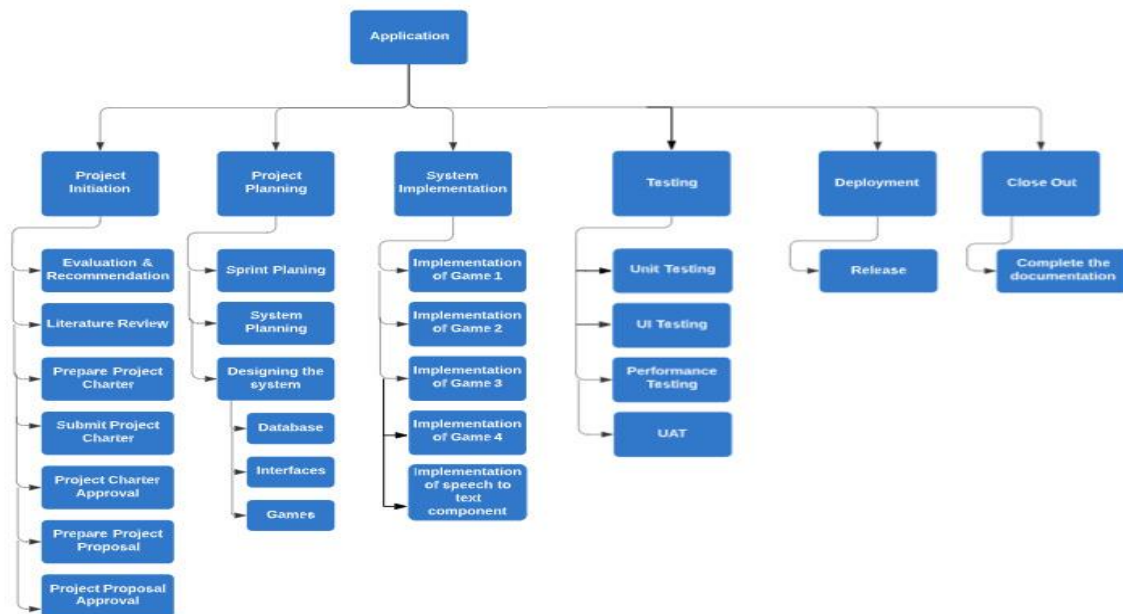 Application
Project
Initiation
Project
Planning
System
Implementation
Testing
Deployment
Close Out
Evaluation &
Recommendation
Literature Review
Prepare Project
Charter
Submit Project
Charter
Project Charter
Approval
Prepare Project
Proposal
Project Proposal
Approval
Sprint Planing
System
Planning
Designing the
system
Database
Interfaces
Games
Implementation
of Game 1
Implementation
of Game 2
Implementation
of Game 3
Implementation
of Game 4
Implementation
of speech to
text
component
Unit Testing
UI Testing
Performance
Testing
UAT
Release
Complete the
documentation